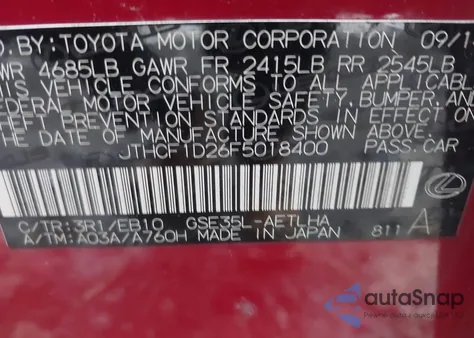 D. BY: TOYOTA MOTOR CORPORATION 09/1
WR 4685LB GAWR FR 2415LB RR 2545LB
HIS VEHICLE CONFORMS TO ALL APPLICABLE
FEDERAL MOTOR VEHICLE SAFETY, BUMPER, AND
THEFT PREVENTION STANDARDS IN EFFECT ON
THE DATE OF MANUFACTURE SHOWN ABOVE.
JTHCF1D26F5018400 PASS.CAR
C/TR:3R1/EB10 GSE35L-AETLHA
A/TM:A03A/A760H MADE IN JAPAN 811 A
autoSnap